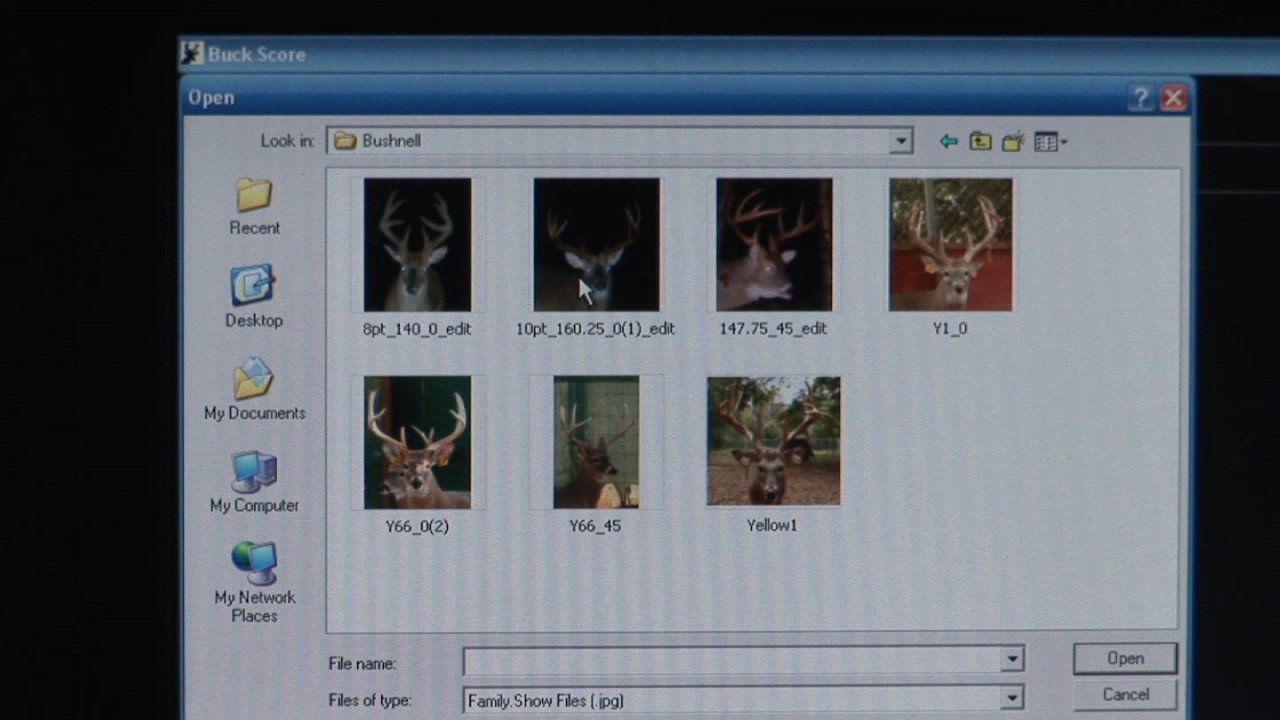 Buck Score
Open
Look in: Bushnell
Recent
Desktop
My Documents
My Computer
My Network
Places
8pt_140_0_edit
10pt_160.25_0(1)_edit
147.75_45_edit
Y1_0
Y66_0(2)
Y66_45
Yellow1
File name:
Open
Files of type: Family.Show Files (.jpg)
Cancel